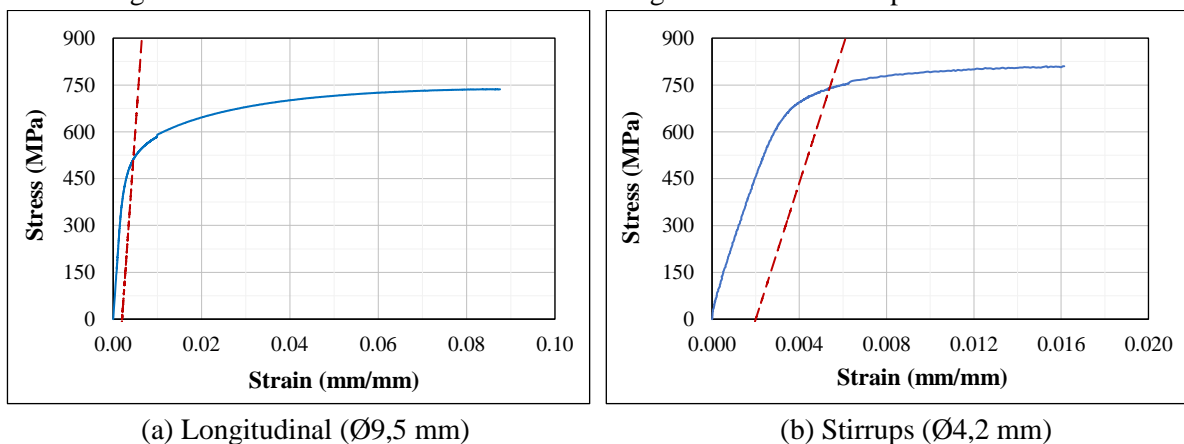 900
750
600
450
300
150
0
Stress (MPa)
0.00 0.02 0.04 0.06 0.08 0.10
Strain (mm/mm)
(a) Longitudinal (Ø9,5 mm)
900
750
600
450
300
150
0
Stress (MPa)
0.000 0.004 0.008 0.012 0.016 0.020
Strain (mm/mm)
(b) Stirrups (Ø4,2 mm)